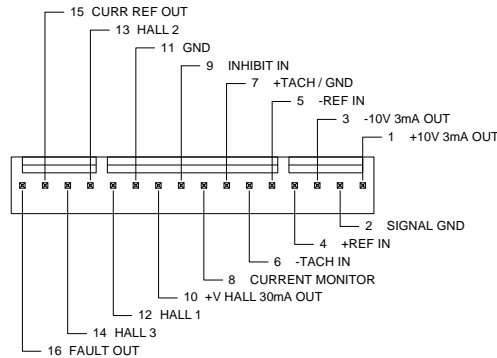 15 CURR REF OUT
13 HALL 2
11 GND
9 INHIBIT IN
7 +TACH / GND
5 -REF IN
3 -10V 3mA OUT
1 +10V 3mA OUT
2 SIGNAL GND
4 +REF IN
6 -TACH IN
8 CURRENT MONITOR
10 +V HALL 30mA OUT
12 HALL 1
14 HALL 3
16 FAULT OUT